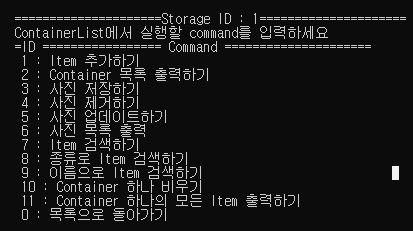 =====================Storage ID : 1=====================
ContainerList에서 실행할 command를 입력하세요
=ID ================= Command =====================
1 : Item 추가하기
2 : Container 목록 출력하기
3 : 사진 저장하기
4 : 사진 제거하기
5 : 사진 업데이트하기
6 : 사진 목록 출력
7 : Item 검색하기
8 : 종류로 Item 검색하기
9 : 이름으로 Item 검색하기
10 : Container 하나 비우기
11 : Container 하나의 모든 Item 출력하기
0 : 목록으로 돌아가기